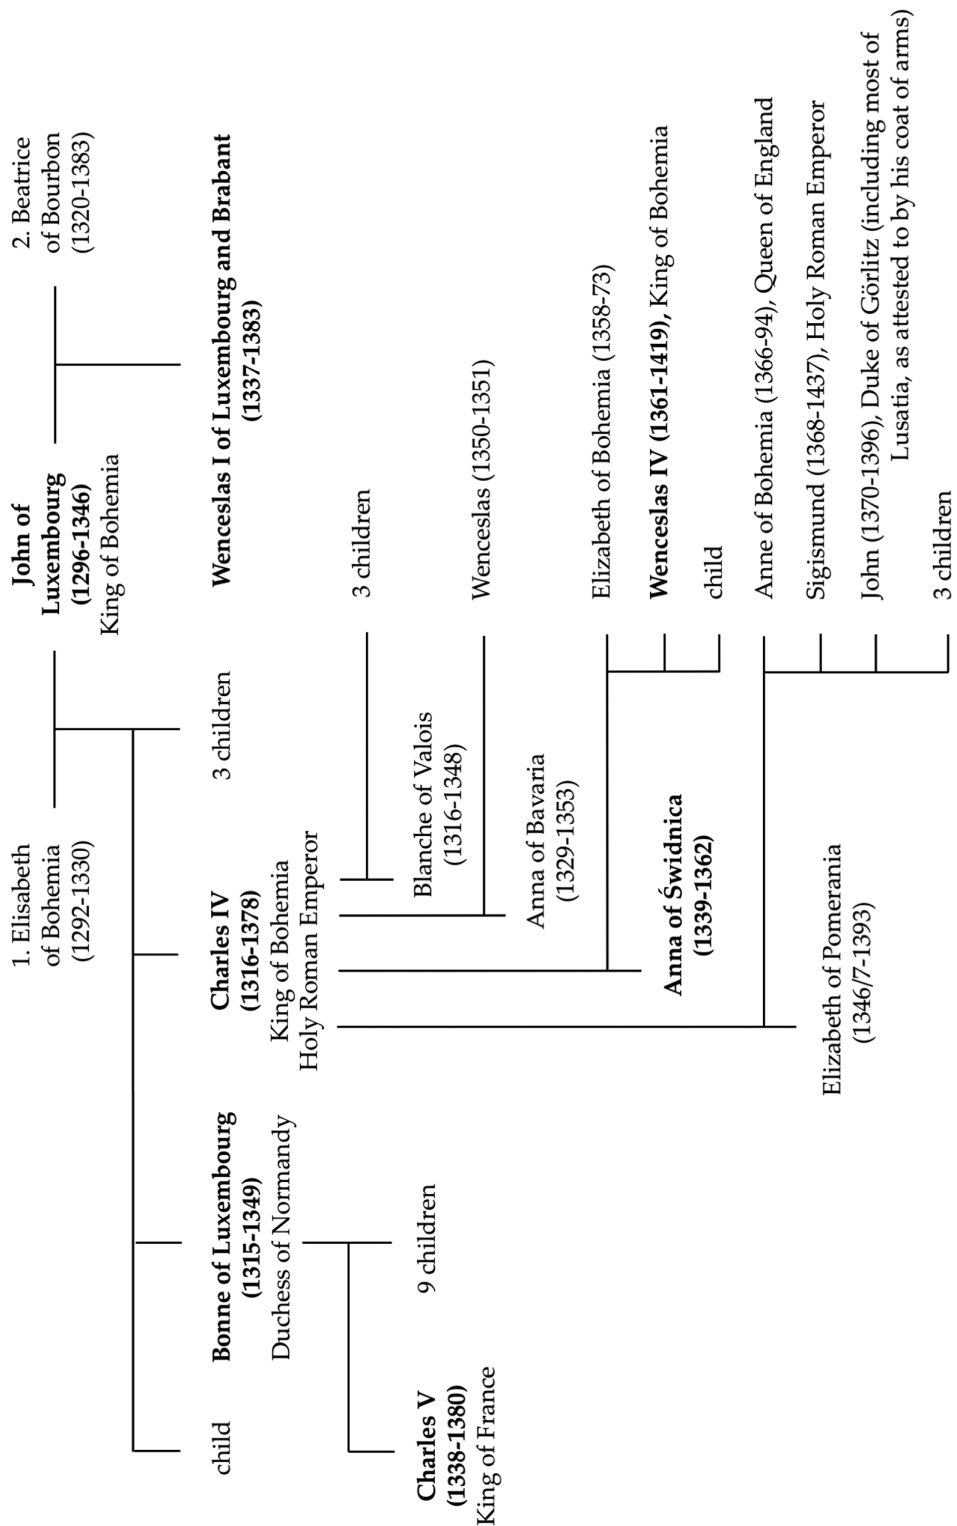 1. Elisabeth
of Bohemia
(1292-1330)
John of
Luxembourg
(1296-1346)
King of Bohemia
2. Beatrice
of Bourbon
(1320-1383)
child
Bonne of Luxembourg
(1315-1349)
Duchess of Normandy
Charles IV
(1316-1378)
King of Bohemia
Holy Roman Emperor
3 children
Wenceslas I of Luxembourg and Brabant
(1337-1383)
Charles V
(1338-1380)
King of France
9 children
Blanche of Valois
(1316-1348)
3 children
Anna of Bavaria
(1329-1353)
Wenceslas (1350-1351)
Anna of Świdnica
(1339-1362)
Elizabeth of Bohemia (1358-73)
Wenceslas IV (1361-1419), King of Bohemia
child
Elizabeth of Pomerania
(1346/7-1393)
Anne of Bohemia (1366-94), Queen of England
Sigismund (1368-1437), Holy Roman Emperor
John (1370-1396), Duke of Görlitz (including most of
Lusatia, as attested to by his coat of arms)
3 children